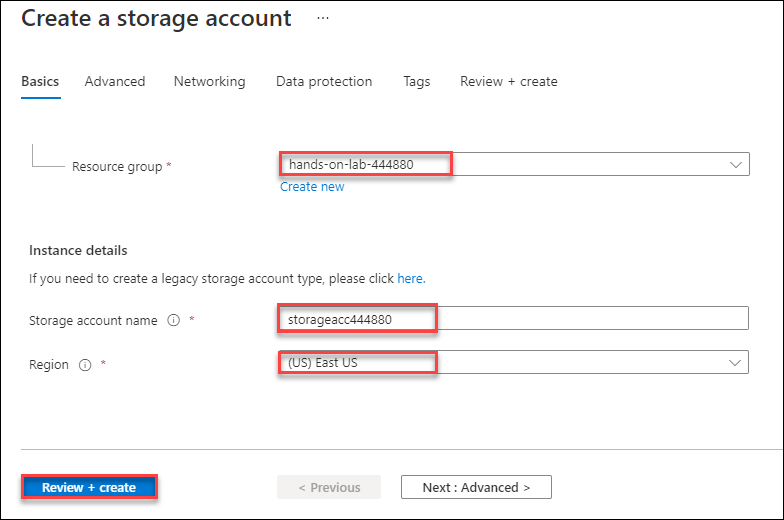 Create a storage account ...
Basics Advanced Networking Data protection Tags Review + create
Resource group * hands-on-lab-444880
Create new
Instance details
If you need to create a legacy storage account type, please click here.
Storage account name * storageacc444880
Region * (US) East US
Review + create < Previous Next : Advanced >